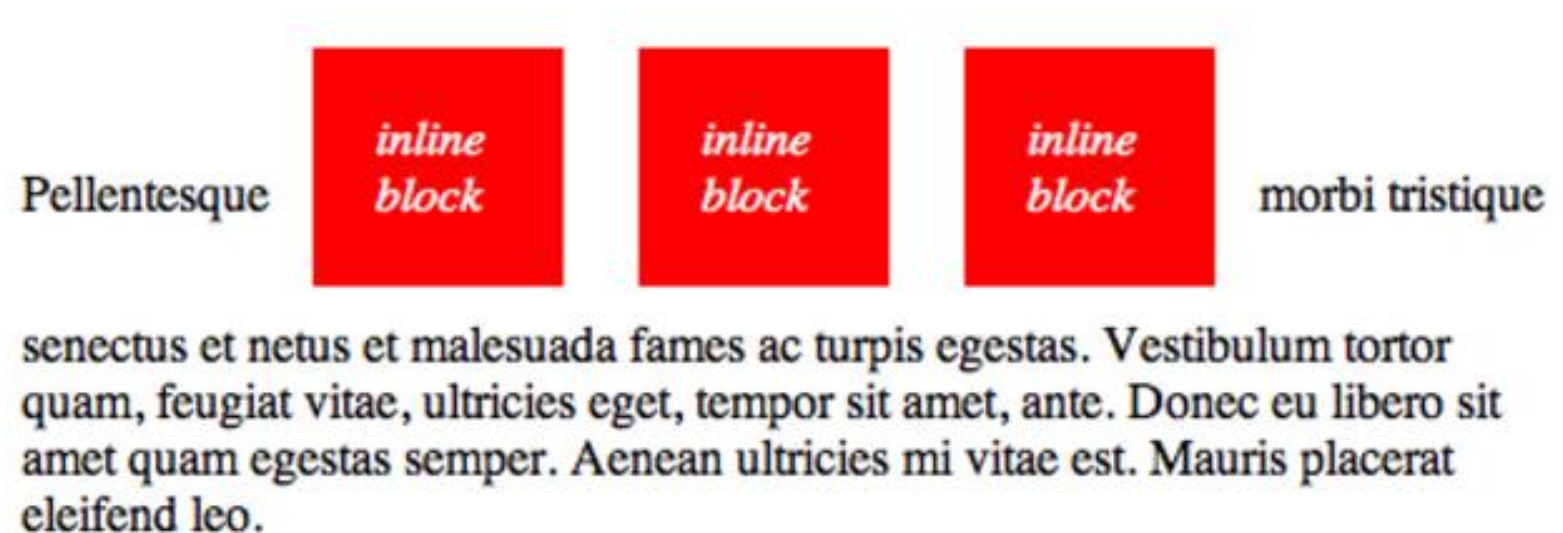 inline inline inline
Pellentesque block block block morbi tristique
senectus et netus et malesuada fames ac turpis egestas. Vestibulum tortor
quam, feugiat vitae, ultricies eget, tempor sit amet, ante. Donec eu libero sit
amet quam egestas semper. Aenean ultricies mi vitae est. Mauris placerat
eleifend leo.